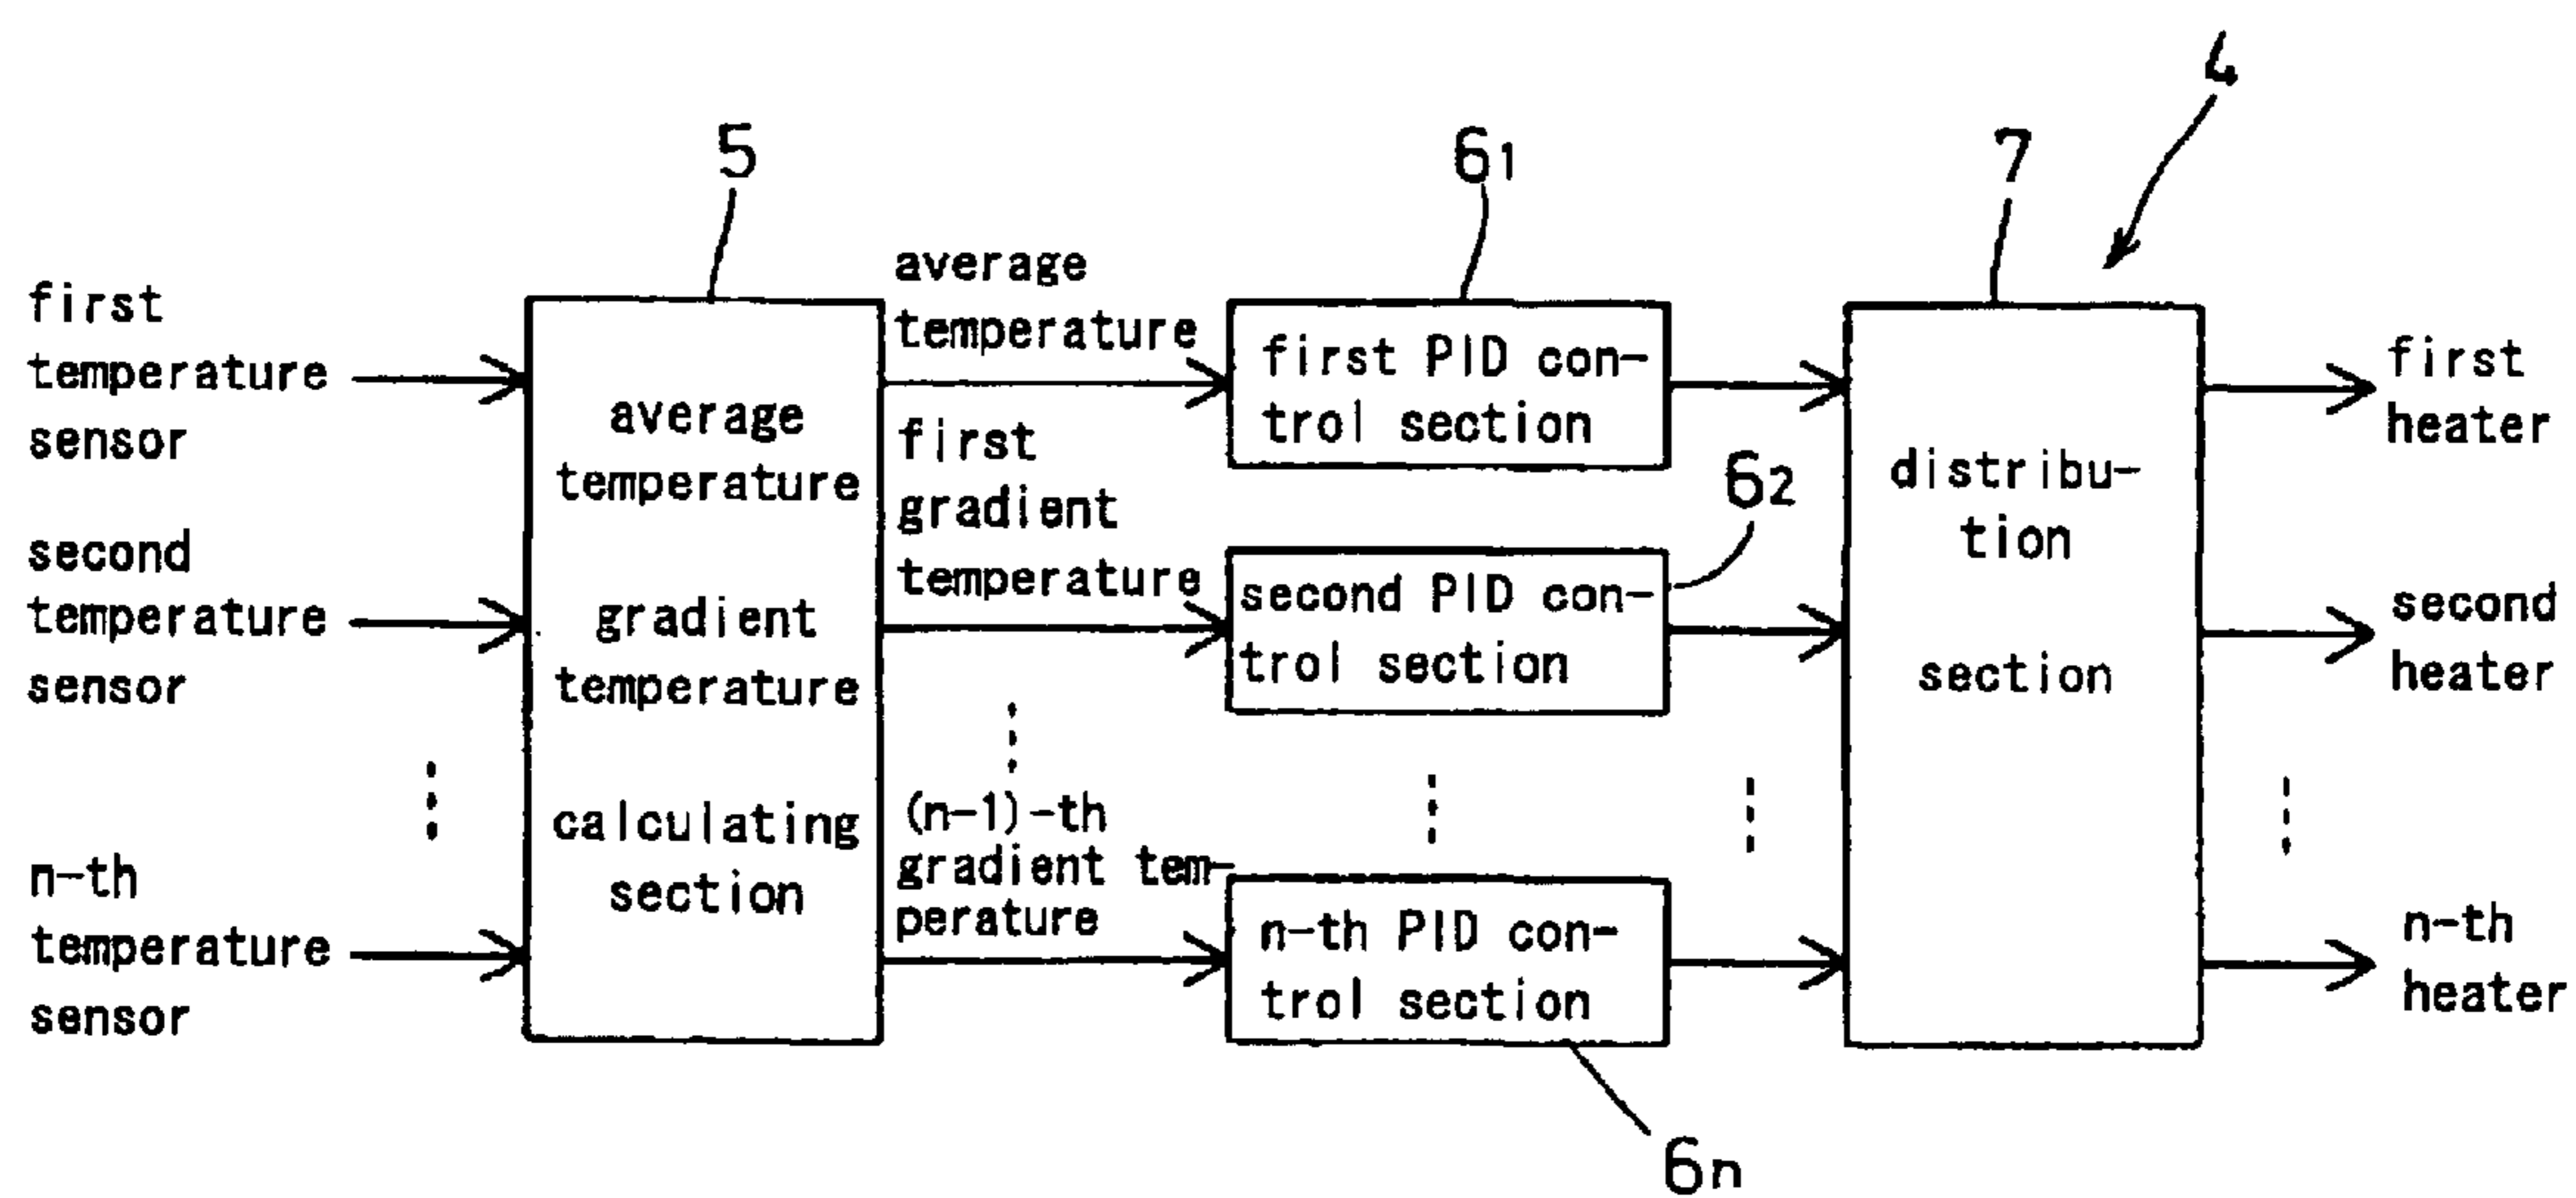 4
5
61
7
first
temperature
sensor
second
temperature
sensor
n-th
temperature
sensor
average
temperature
gradient
temperature
calculating
section
average
temperature
first
gradient
temperature
(n-1)-th
gradient tem-
perature
first PID con-
trol section
62
second PID con-
trol section
n-th PID con-
trol section
6n
distribu-
tion
section
first
heater
second
heater
n-th
heater